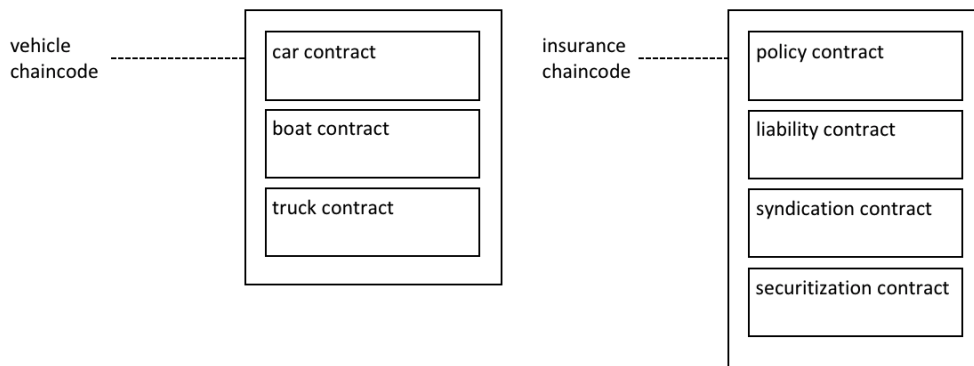 vehicle
chaincode
car contract
boat contract
truck contract
insurance
chaincode
policy contract
liability contract
syndication contract
securitization contract